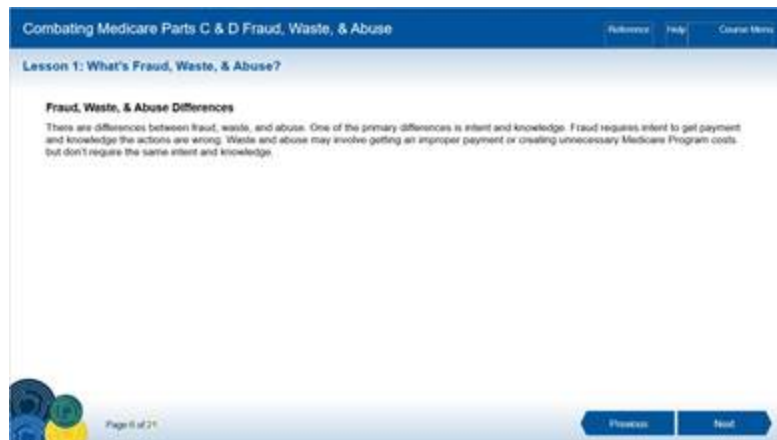 Combating Medicare Parts C & D Fraud, Waste, & Abuse
Reference
Help
Course Menu
Lesson 1: What's Fraud, Waste, & Abuse?
Fraud, Waste, & Abuse Differences
There are differences between fraud, waste, and abuse. One of the primary differences is intent and knowledge. Fraud requires intent to get payment
and knowledge the actions are wrong. Waste and abuse may involve getting an improper payment or creating unnecessary Medicare Program costs
but don't require the same intent and knowledge.
Page 6 of 21
Previous
Next